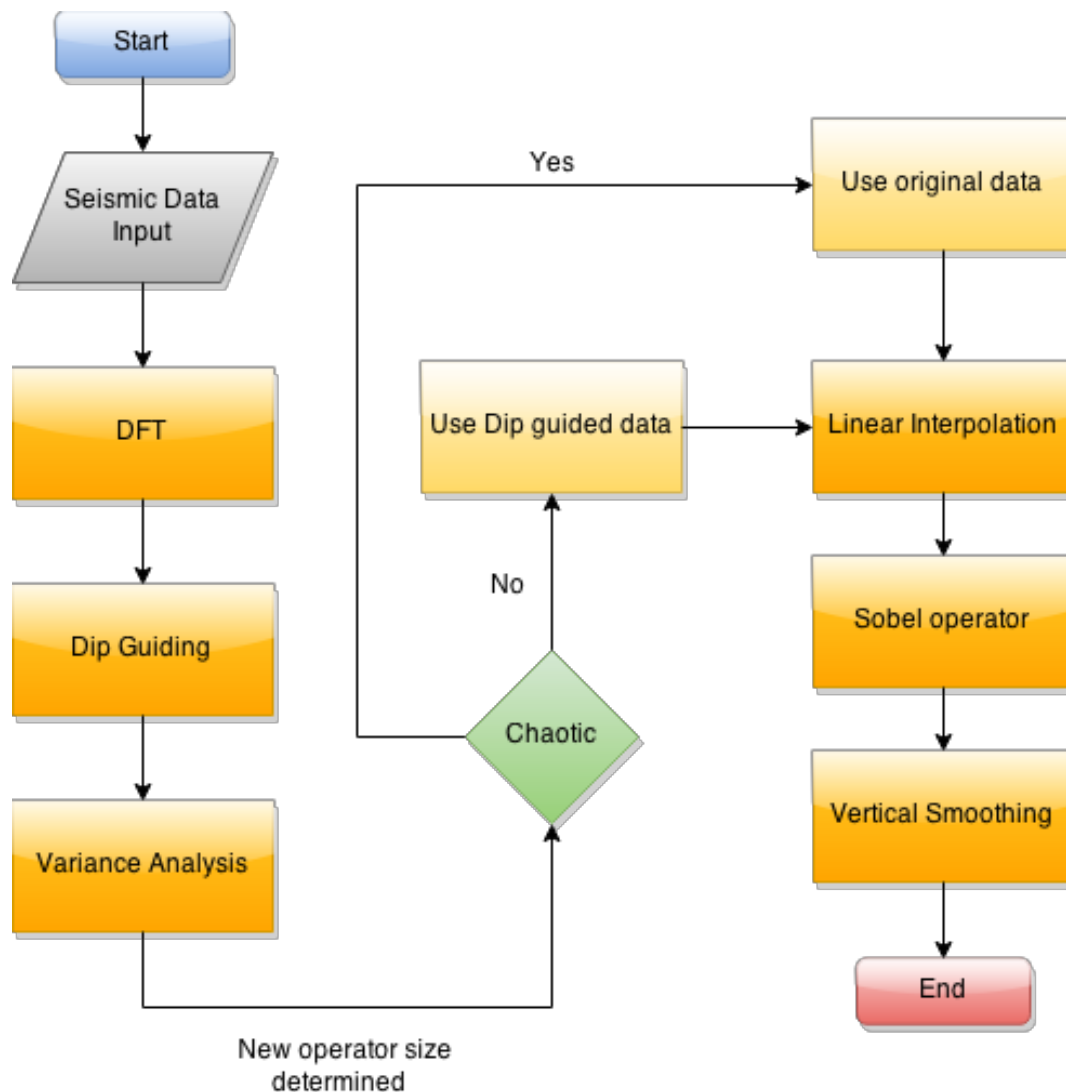 Start
Seismic Data
Input
DFT
Dip Guiding
Variance Analysis
New operator size
determined
Chaotic
Yes
No
Use original data
Use Dip guided data
Linear Interpolation
Sobel operator
Vertical Smoothing
End